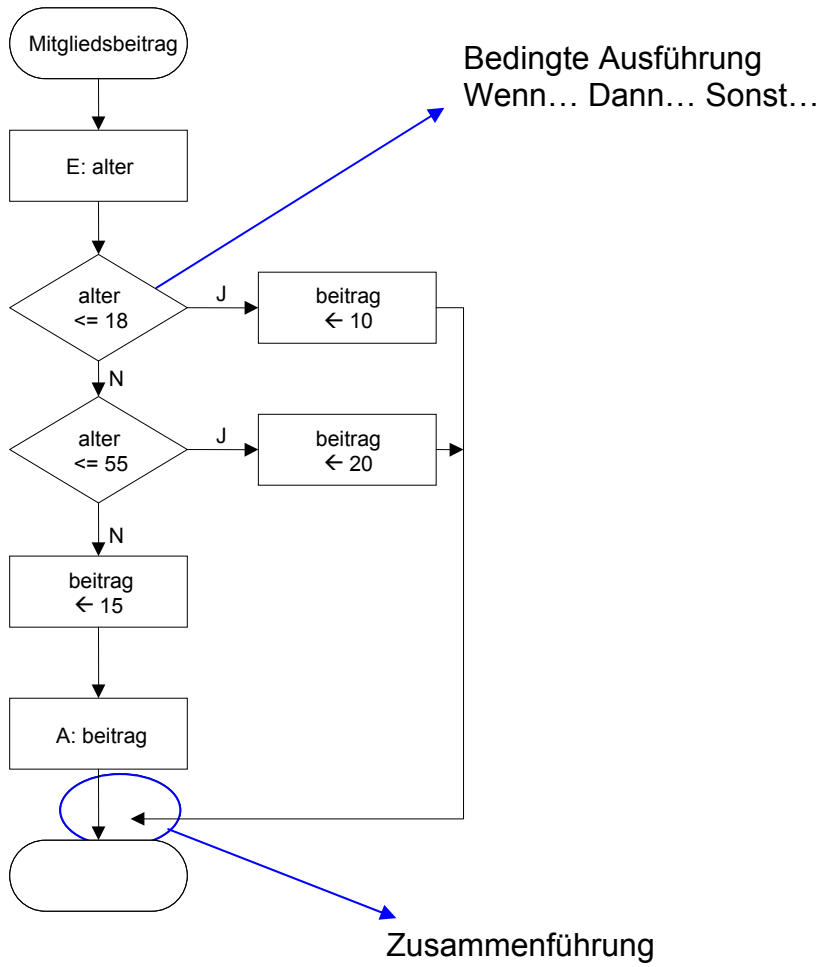 Mitgliedsbeitrag
Bedingte Ausführung
Wenn… Dann… Sonst…
E: alter
alter
<= 18
J
beitrag
← 10
N
alter
<= 55
J
beitrag
← 20
N
beitrag
← 15
A: beitrag
Zusammenführung